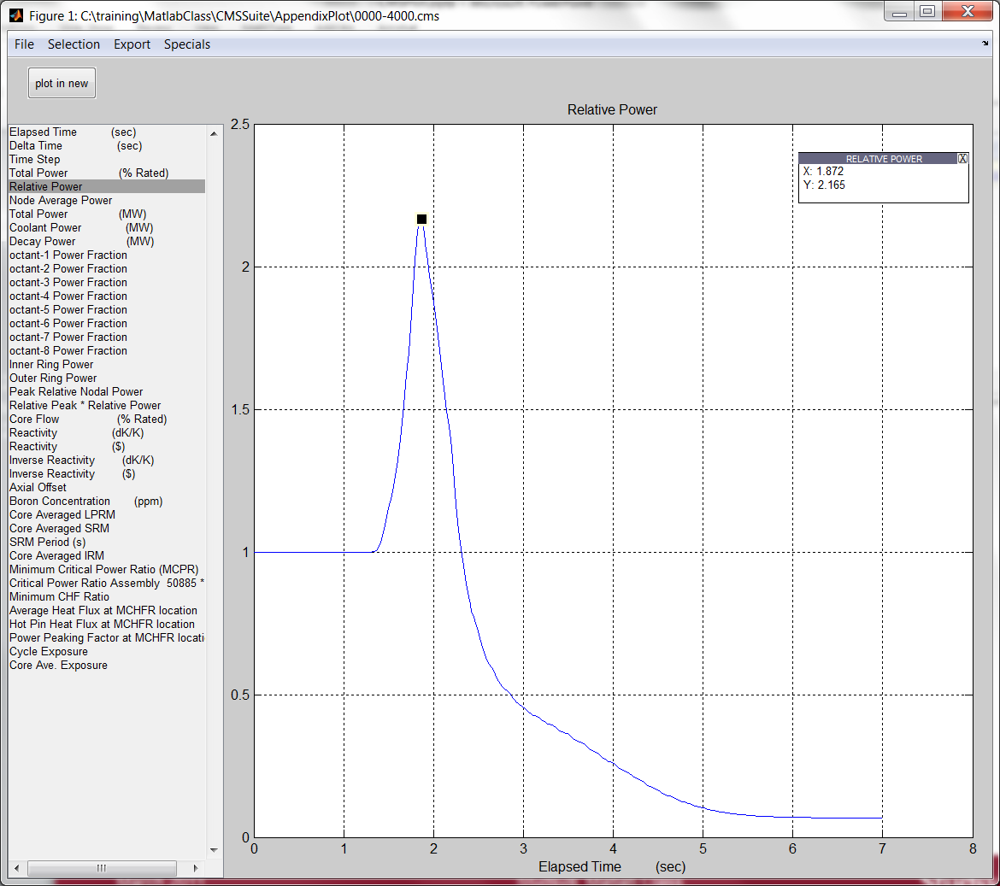 Figure 1: C:\training\MatlabClass\CMSSuite\AppendixPlot\0000-4000.cms
File Selection Export Specials
plot in new
Elapsed Time (sec)
Delta Time (sec)
Time Step
Total Power (% Rated)
Relative Power
Node Average Power
Total Power (MW)
Coolant Power (MW)
Decay Power (MW)
octant-1 Power Fraction
octant-2 Power Fraction
octant-3 Power Fraction
octant-4 Power Fraction
octant-5 Power Fraction
octant-6 Power Fraction
octant-7 Power Fraction
octant-8 Power Fraction
Inner Ring Power
Outer Ring Power
Peak Relative Nodal Power
Relative Peak * Relative Power
Core Flow (% Rated)
Reactivity (dK/K)
Reactivity ($)
Inverse Reactivity (dK/K)
Inverse Reactivity ($)
Axial Offset
Boron Concentration (ppm)
Core Averaged LPRM
Core Averaged SRM
SRM Period (s)
Core Averaged IRM
Minimum Critical Power Ratio (MCPR)
Critical Power Ratio Assembly 50885 *
Minimum CHF Ratio
Average Heat Flux at MCHFR location
Hot Pin Heat Flux at MCHFR location
Power Peaking Factor at MCHFR locati
Cycle Exposure
Core Ave. Exposure
Relative Power
2.5
2
1.5
1
0.5
0
RELATIVE POWER X
X: 1.872
Y: 2.165
0 1 2 3 4 5 6 7 8
Elapsed Time (sec)